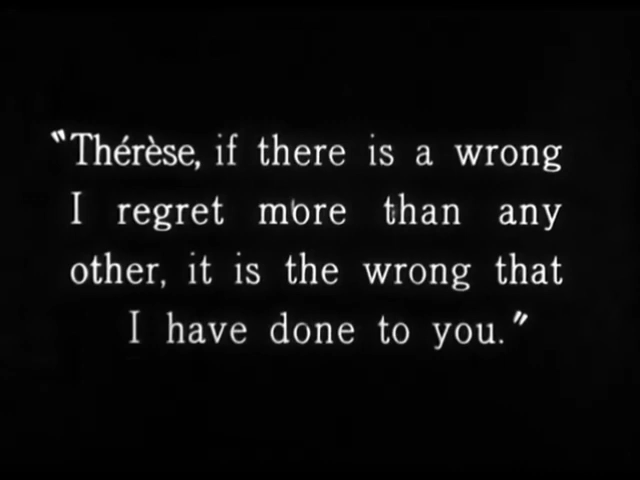 "Thérèse, if there is a wrong
I regret more than any
other, it is the wrong that
I have done to you."